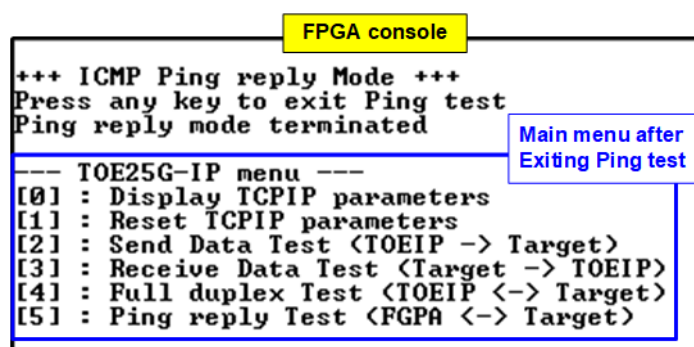 FPGA console
+++ ICMP Ping reply Mode +++
Press any key to exit Ping test
Ping reply mode terminated
Main menu after
Exiting Ping test
--- TOE25G-IP menu ---
[0] : Display TCPIP parameters
[1] : Reset TCPIP parameters
[2] : Send Data Test (TOEIP -> Target)
[3] : Receive Data Test (Target -> TOEIP)
[4] : Full duplex Test (TOEIP <-> Target)
[5] : Ping reply Test (FGPA <-> Target)